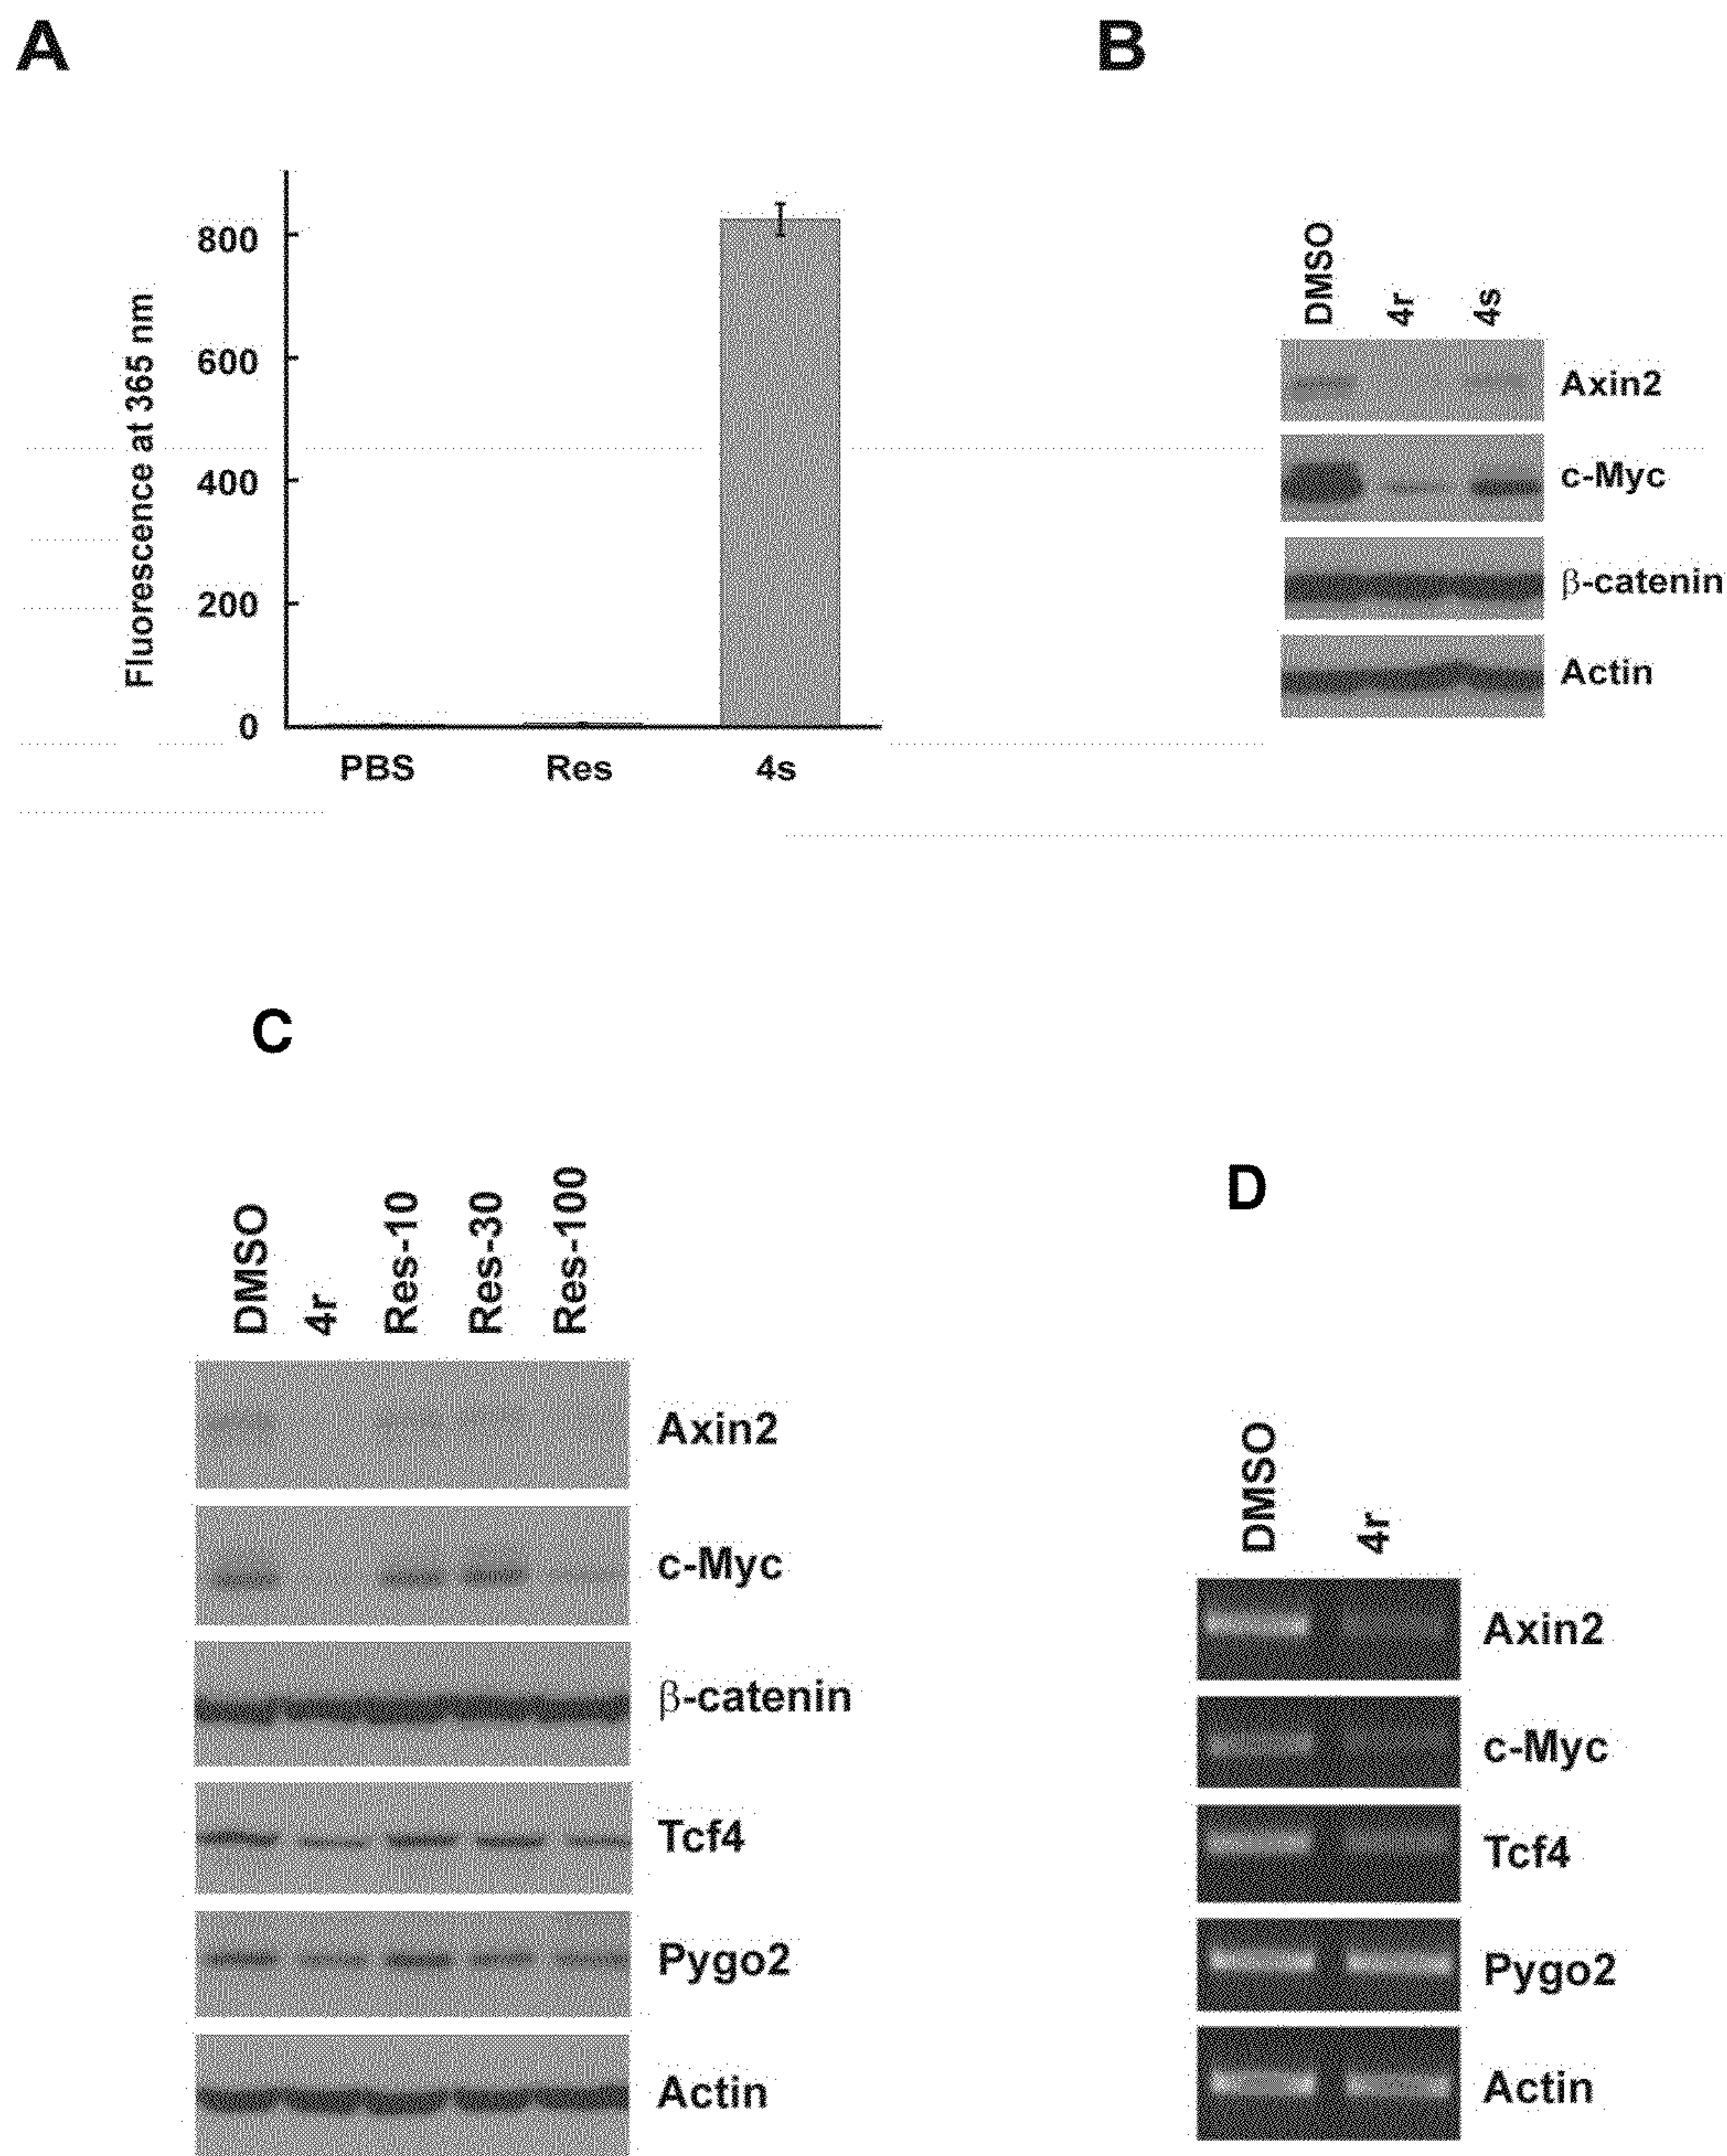 A
Fluorescence at 365 nm
800
600
400
200
0
PBS Res 4s
B
DMSO 4r 4s
Axin2
c-Myc
β-catenin
Actin
C
DMSO 4r Res-10 Res-30 Res-100
Axin2
c-Myc
β-catenin
Tcf4
Pygo2
Actin
D
DMSO 4r
Axin2
c-Myc
Tcf4
Pygo2
Actin